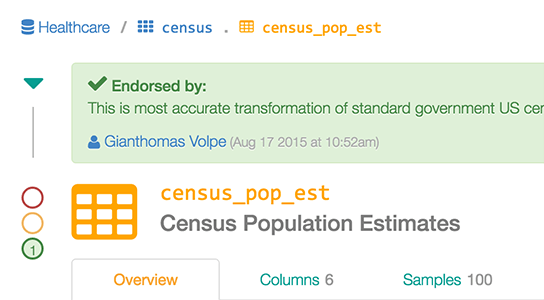 Healthcare / census . census_pop_est
Endorsed by:
This is most accurate transformation of standard government US cen
Gianthomas Volpe (Aug 17 2015 at 10:52am)
census_pop_est
Census Population Estimates
1
Overview Columns 6 Samples 100